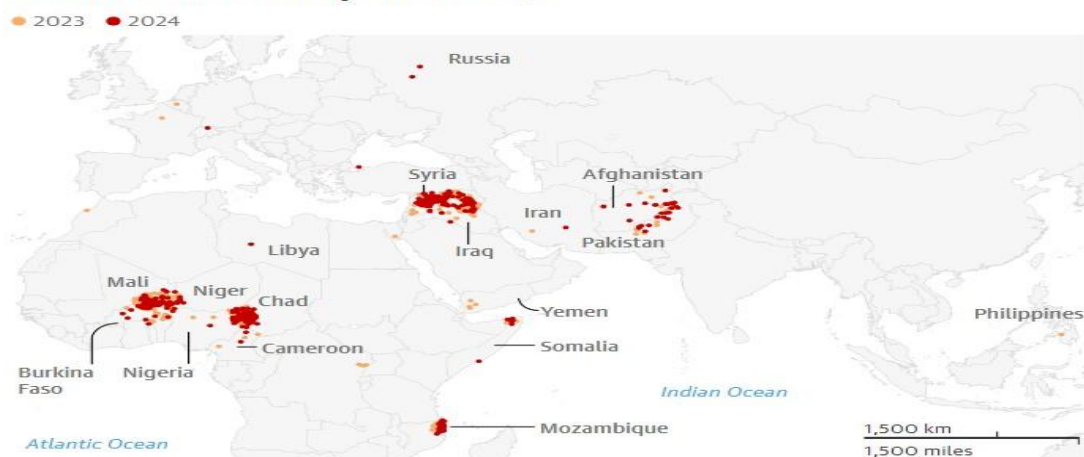 2023 2024
Russia
Syria
Afghanistan
Iran
Iraq
Pakistan
Libya
Mali
Niger
Chad
Yemen
Philippines
Cameroon
Somalia
Burkina
Faso
Nigeria
Indian Ocean
Mozambique
Atlantic Ocean
1,500 km
1,500 miles